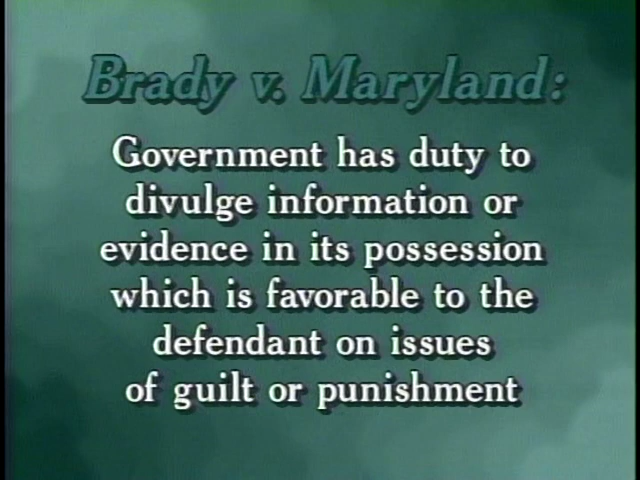 Brady v. Maryland:
Government has duty to
divulge information or
evidence in its possession
which is favorable to the
defendant on issues
of guilt or punishment